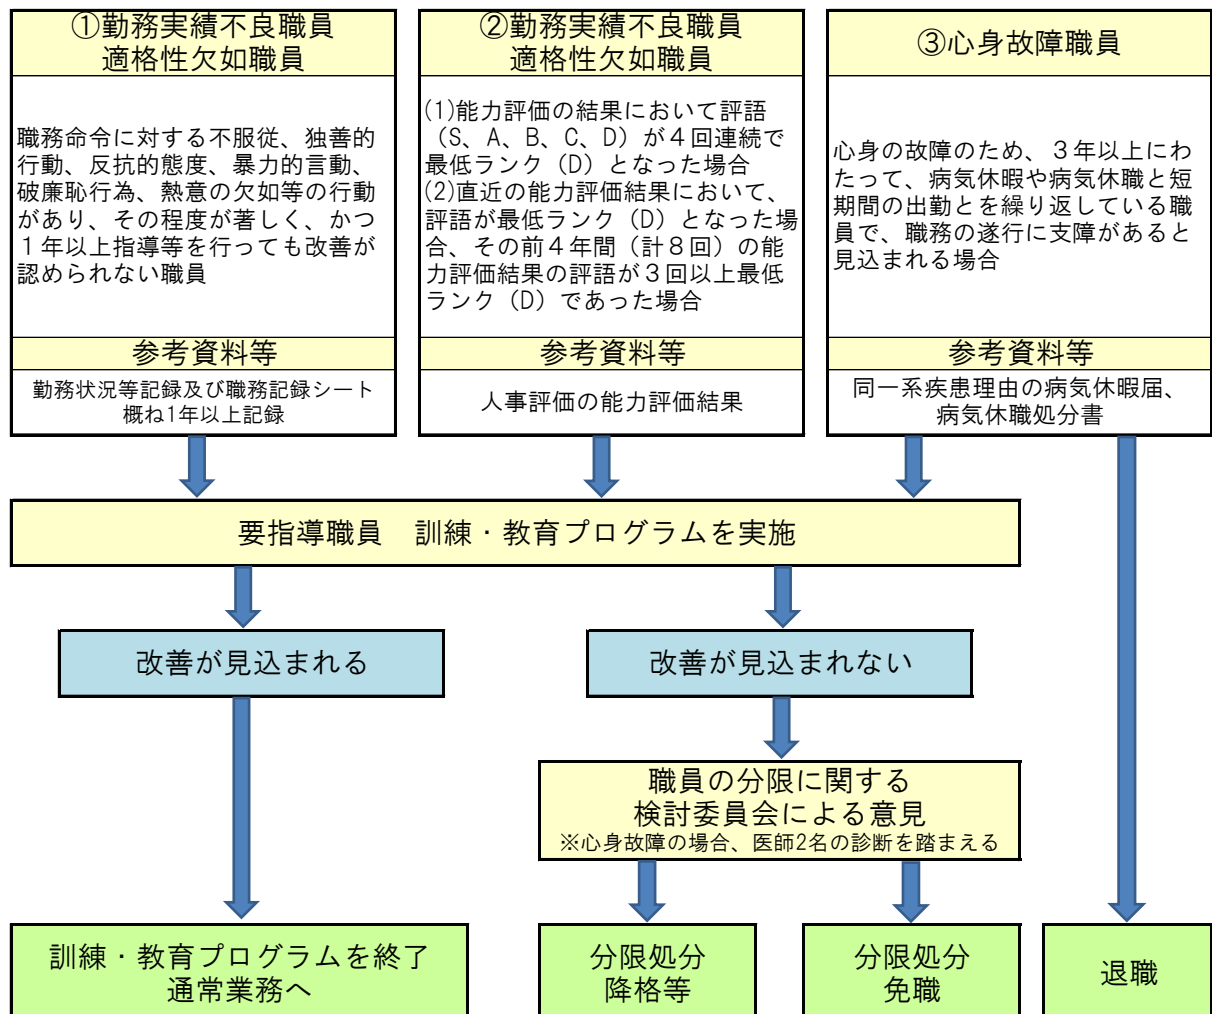 ①勤務実績不良職員
適格性欠如職員
職務命令に対する不服従、独善的
行動、反抗的態度、暴力的言動、
破廉恥行為、熱意の欠如等の行動
があり、その程度が著しく、かつ
１年以上指導等を行っても改善が
認められない職員
参考資料等
勤務状況等記録及び職務記録シート
概ね1年以上記録
②勤務実績不良職員
適格性欠如職員
(1)能力評価の結果において評語
（S、A、B、C、D）が４回連続で
最低ランク（D）となった場合
(2)直近の能力評価結果において、
評語が最低ランク（D）となった場
合、その前４年間（計８回）の能
力評価結果の評語が３回以上最低
ランク（D）であった場合
参考資料等
人事評価の能力評価結果
③心身故障職員
心身の故障のため、３年以上にわ
たって、病気休暇や病気休職と短
期間の出勤とを繰り返している職
員で、職務の遂行に支障があると
見込まれる場合
参考資料等
同一系疾患理由の病気休暇届、
病気休職処分書
要指導職員　訓練・教育プログラムを実施
改善が見込まれる
改善が見込まれない
職員の分限に関する
検討委員会による意見
※心身故障の場合、医師2名の診断を踏まえる
訓練・教育プログラムを終了
通常業務へ
分限処分
降格等
分限処分
免職
退職